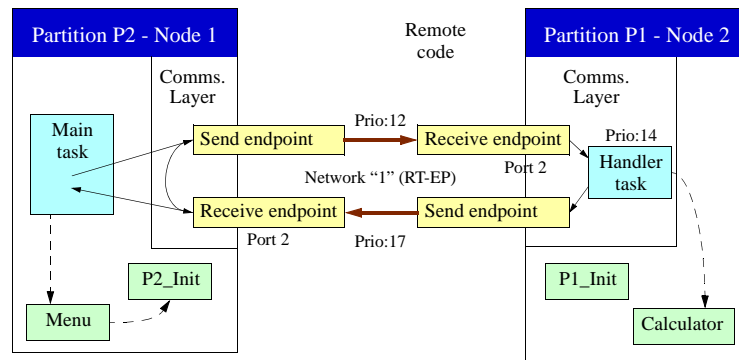 Partition P2 - Node 1
Remote
code
Partition P1 - Node 2
Comms.
Layer
Comms.
Layer
Main
task
Send endpoint
Prio:12
Receive endpoint
Prio:14
Port 2
Handler
task
Network “1” (RT-EP)
Receive endpoint
Send endpoint
Port 2
Prio:17
P2_Init
P1_Init
Menu
Calculator